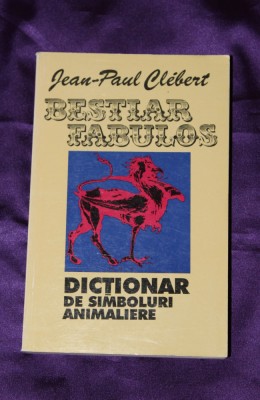 Jean-Paul Clébert
BESTIAR
FABULOS
DICȚIONAR
DE SIMBOLURI
ANIMALIERE